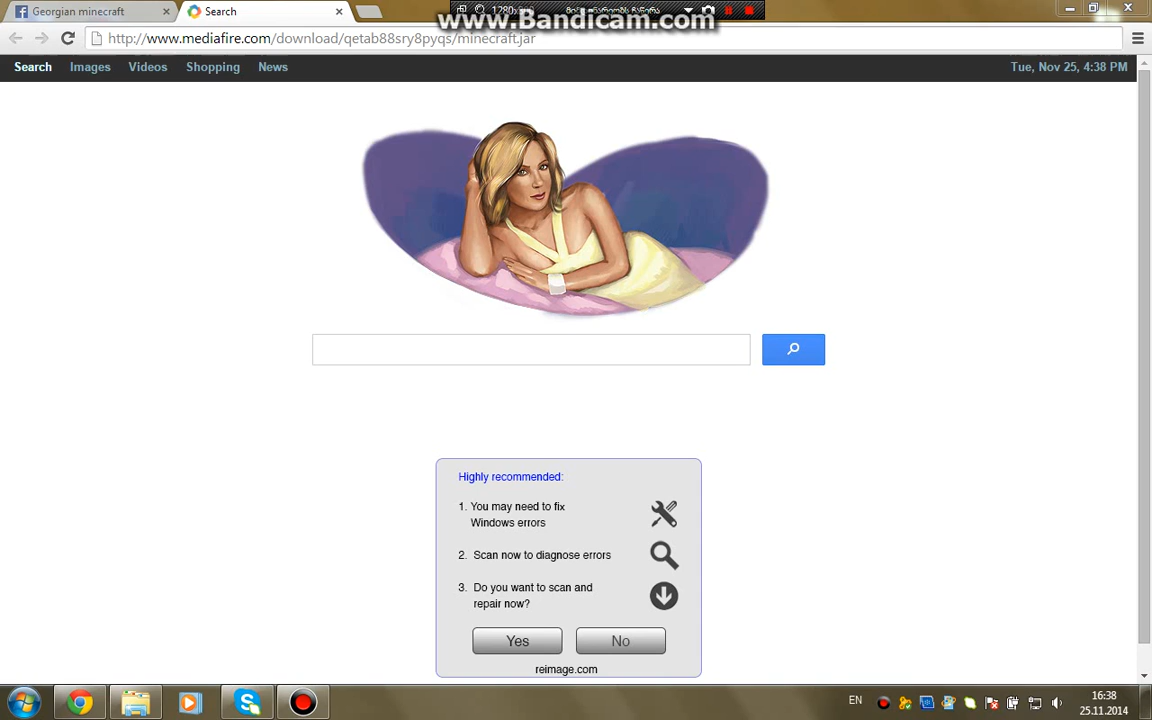 Georgian minecraft
Search
1280x
www.Bandicam.com
http://www.mediafire.com/download/qetab88sry8pyqs/minecraft.jar
Search Images Videos Shopping News
Tue, Nov 25, 4:38 PM
Highly recommended:
1. You may need to fix
Windows errors
2. Scan now to diagnose errors
3. Do you want to scan and
repair now?
Yes No
reimage.com
EN
16:38
25.11.2014